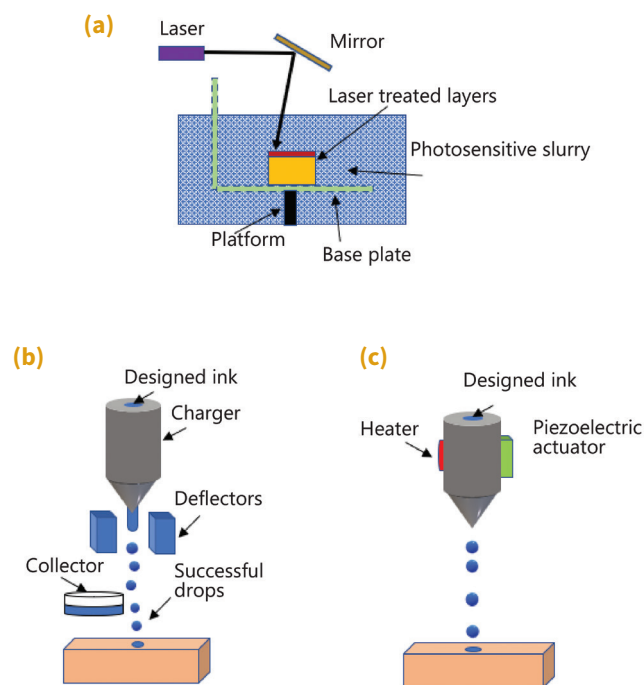 (a)
Laser
Mirror
Laser treated layers
Photosensitive slurry
Platform
Base plate
(b)
Designed ink
Charger
Deflectors
Collector
Successful
drops
(c)
Designed ink
Heater
Piezoelectric
actuator